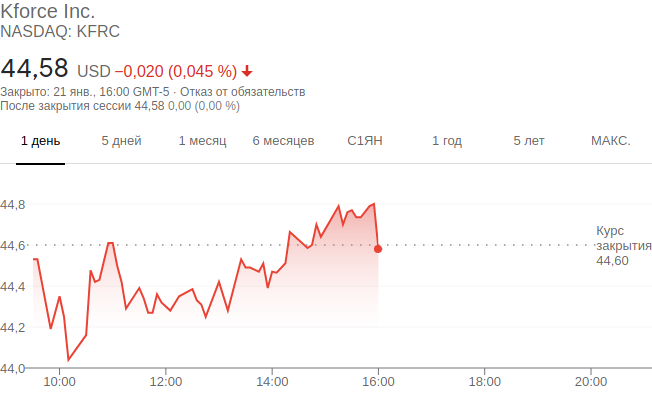 Kforce Inc.
NASDAQ: KFRC
44,58 USD −0,020 (0,045 %)
Закрыто: 21 янв., 16:00 GMT-5 · Отказ от обязательств
После закрытия сессии 44,58 0,00 (0,00 %)
1 день 5 дней 1 месяц 6 месяцев С1ЯН 1 год 5 лет МАКС.
44,8
44,6
44,4
44,2
44,0
Курс
закрытия
44,60
10:00 12:00 14:00 16:00 18:00 20:00